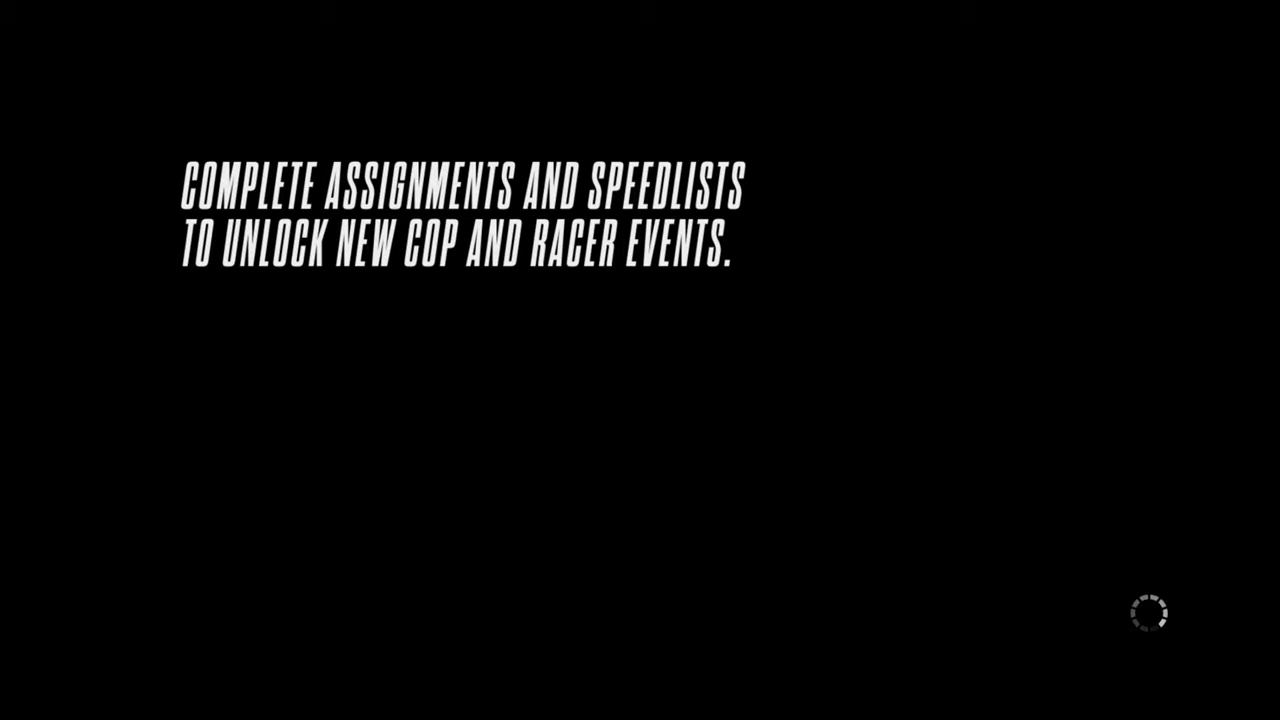 COMPLETE ASSIGNMENTS AND SPEEDLISTS
TO UNLOCK NEW COP AND RACER EVENTS.